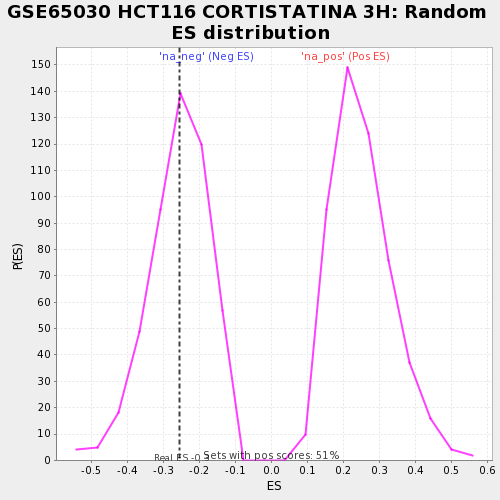 GSE65030 HCT116 CORTISTATINA 3H: Random
ES distribution
'na_neg' (Neg ES)
'na_pos' (Pos ES)
150
140
130
120
110
100
90
80
70
60
50
40
30
20
10
0
P(ES)
Real ES -0
Sets with pos scores: 51%
-0.5 -0.4 -0.3 -0.2 -0.1 0.0 0.1 0.2 0.3 0.4 0.5 0.6
ES